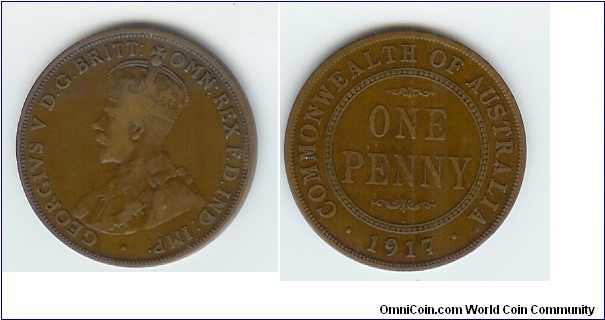 GEORGIVS V D.G.BRITT: OMN:REX F.D.IND:IMP:
COMMONWEALTH OF AUSTRALIA
ONE
PENNY
· 1917 ·
OmniCoin.com World Coin Community